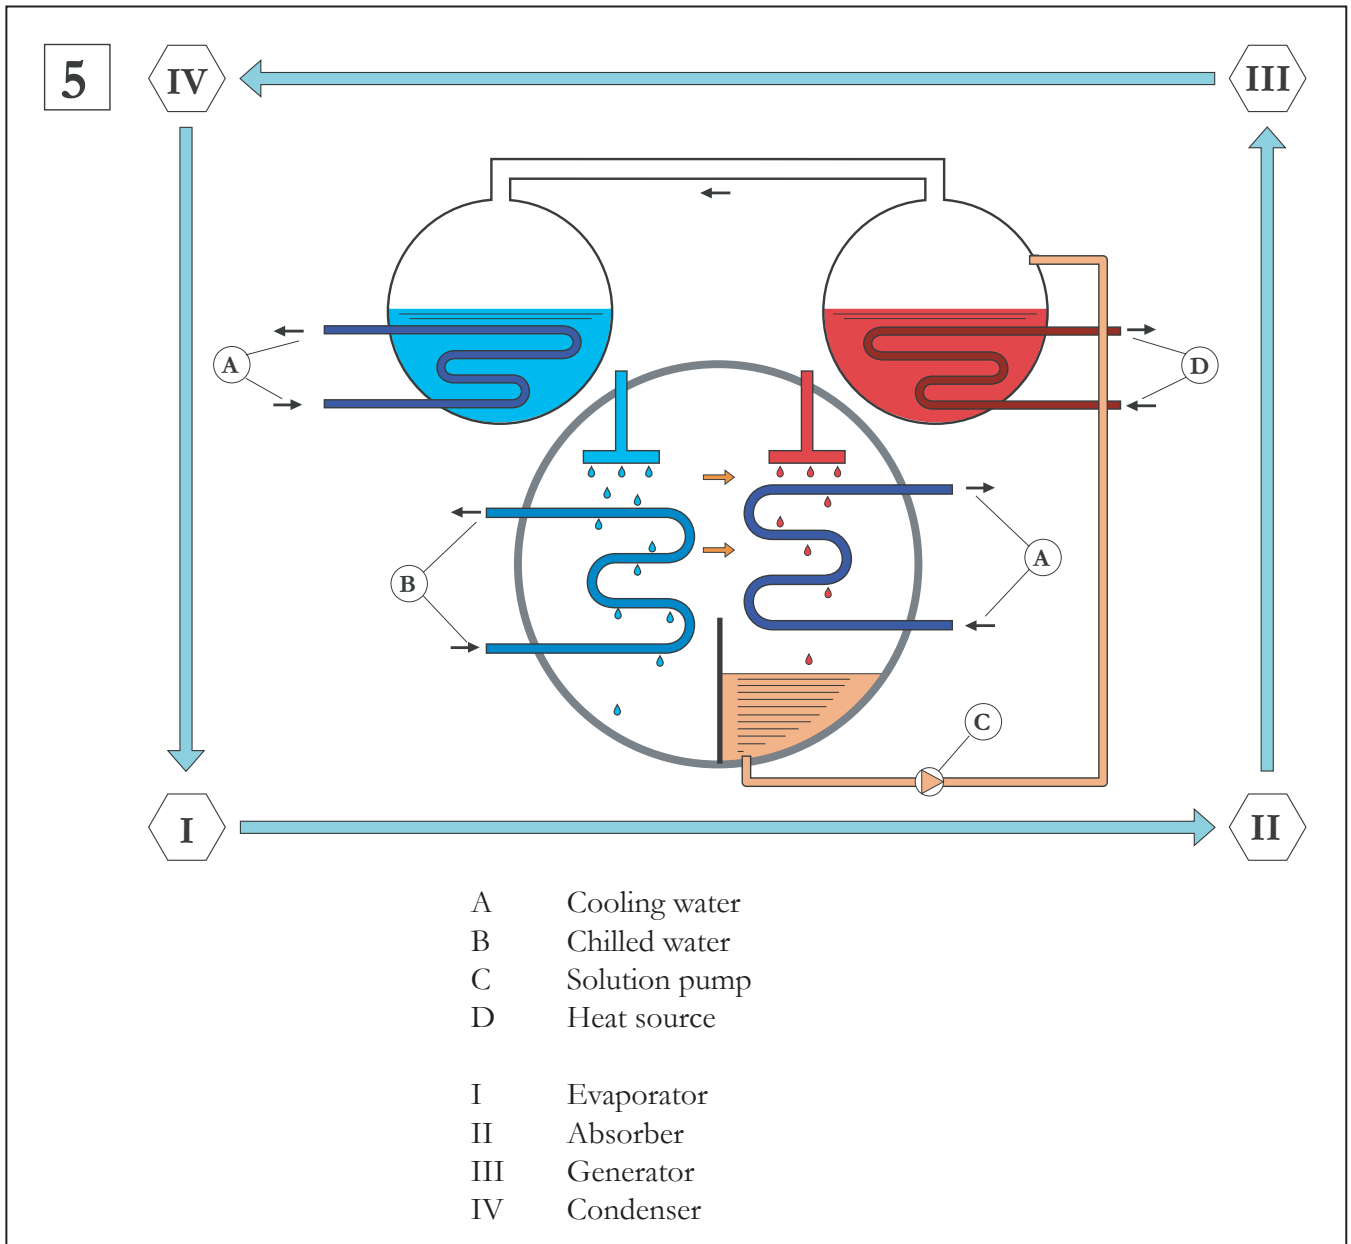 5
IV
III
A
D
B
A
C
I
II
A Cooling water
B Chilled water
C Solution pump
D Heat source
I Evaporator
II Absorber
III Generator
IV Condenser